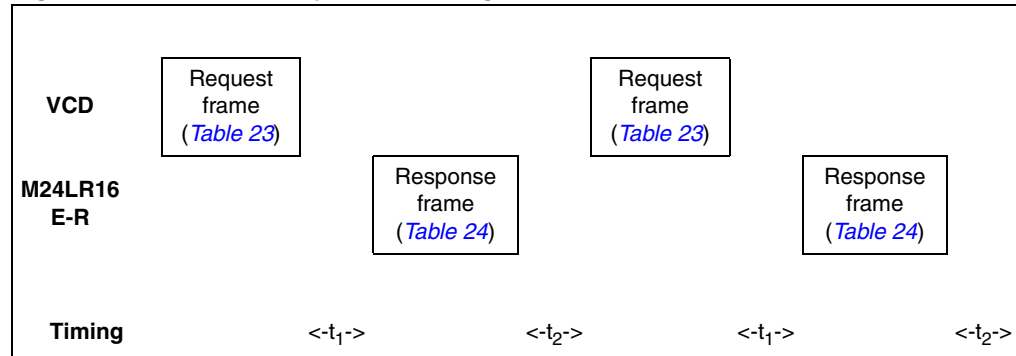 VCD
Request
frame
(Table 23)
Request
frame
(Table 23)
M24LR16
E-R
Response
frame
(Table 24)
Response
frame
(Table 24)
Timing <-t1-> <-t2-> <-t1-> <-t2->